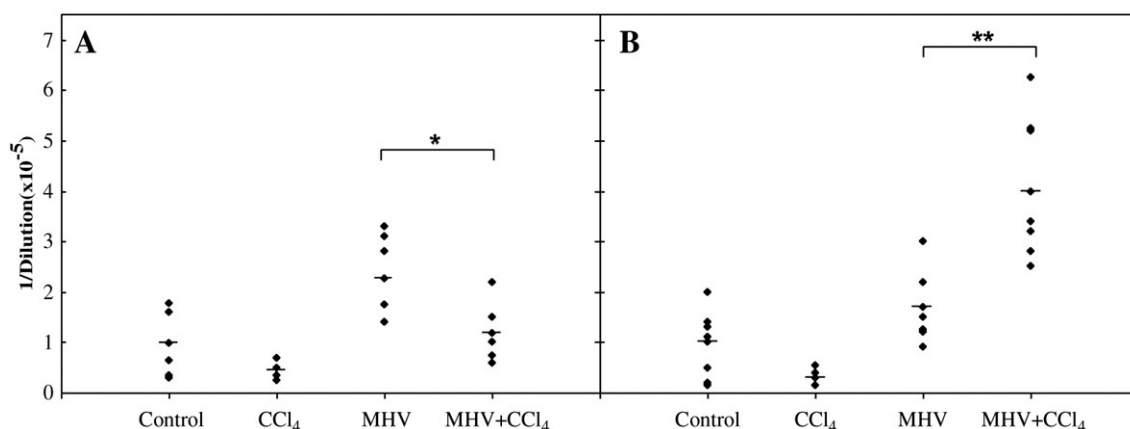 A
B
1/Dilution(x10⁻⁵)
7
6
5
4
3
2
1
0
*
**
Control CCl₄ MHV MHV+CCl₄
Control CCl₄ MHV MHV+CCl₄